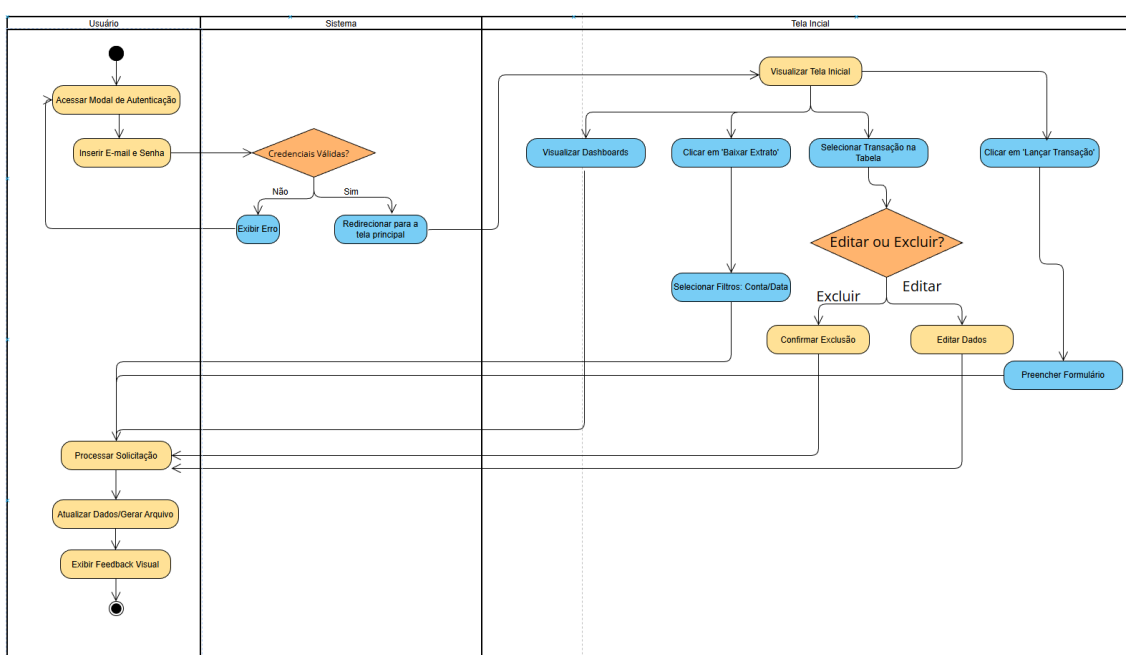 Usuário
Sistema
Tela Incial
Visualizar Tela Inicial
Acessar Modal de Autenticação
Inserir E-mail e Senha
Credenciais Válidas?
Visualizar Dashboards
Clicar em 'Baixar Extrato'
Selecionar Transação na
Tabela
Clicar em 'Lançar Transação'
Não
Sim
Exibir Erro
Redirecionar para a
tela principal
Editar ou Excluir?
Selecionar Filtros: Conta/Data
Excluir
Editar
Confirmar Exclusão
Editar Dados
Preencher Formulário
Processar Solicitação
Atualizar Dados/Gerar Arquivo
Exibir Feedback Visual